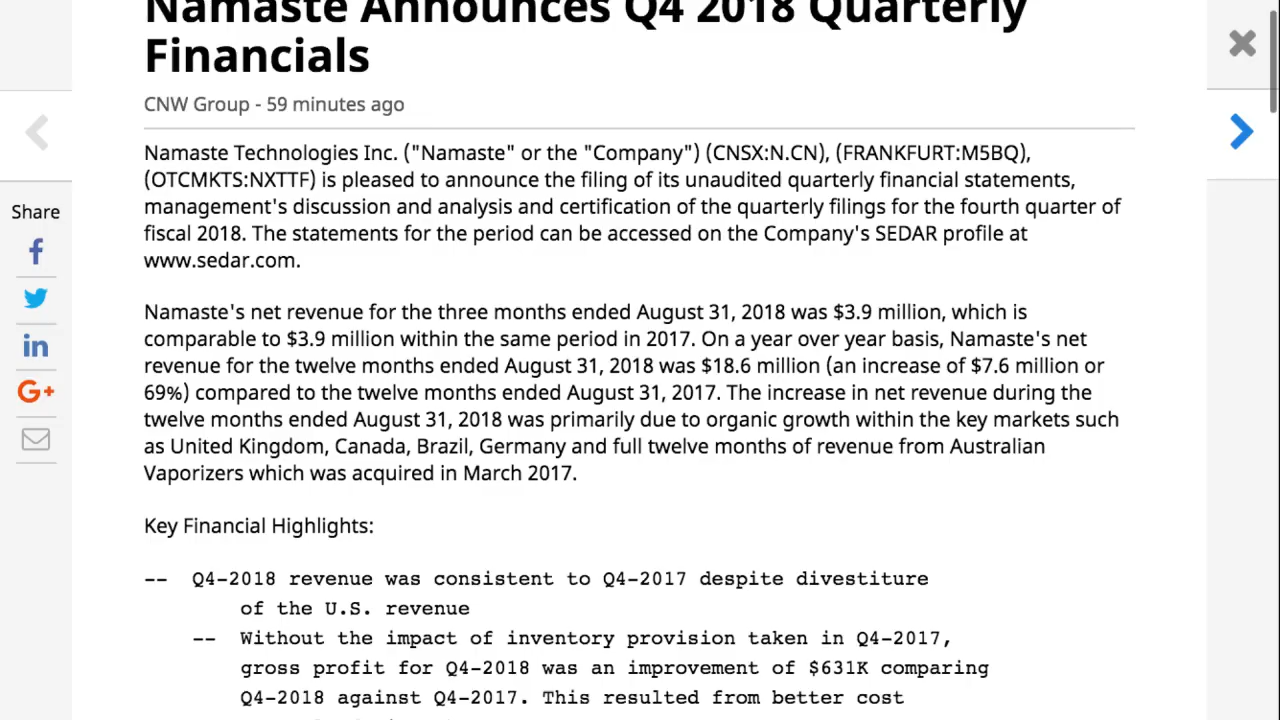 Namaste Announces Q4 2018 Quarterly
Financials
CNW Group - 59 minutes ago
Share
Namaste Technologies Inc. ("Namaste" or the "Company") (CNSX:N.CN), (FRANKFURT:M5BQ),
(OTCMKTS:NXTTF) is pleased to announce the filing of its unaudited quarterly financial statements,
management's discussion and analysis and certification of the quarterly filings for the fourth quarter of
fiscal 2018. The statements for the period can be accessed on the Company's SEDAR profile at
www.sedar.com.
Namaste's net revenue for the three months ended August 31, 2018 was $3.9 million, which is
comparable to $3.9 million within the same period in 2017. On a year over year basis, Namaste's net
revenue for the twelve months ended August 31, 2018 was $18.6 million (an increase of $7.6 million or
69%) compared to the twelve months ended August 31, 2017. The increase in net revenue during the
twelve months ended August 31, 2018 was primarily due to organic growth within the key markets such
as United Kingdom, Canada, Brazil, Germany and full twelve months of revenue from Australian
Vaporizers which was acquired in March 2017.
Key Financial Highlights:
-- Q4-2018 revenue was consistent to Q4-2017 despite divestiture
of the U.S. revenue
-- Without the impact of inventory provision taken in Q4-2017,
gross profit for Q4-2018 was an improvement of $631K comparing
Q4-2018 against Q4-2017. This resulted from better cost